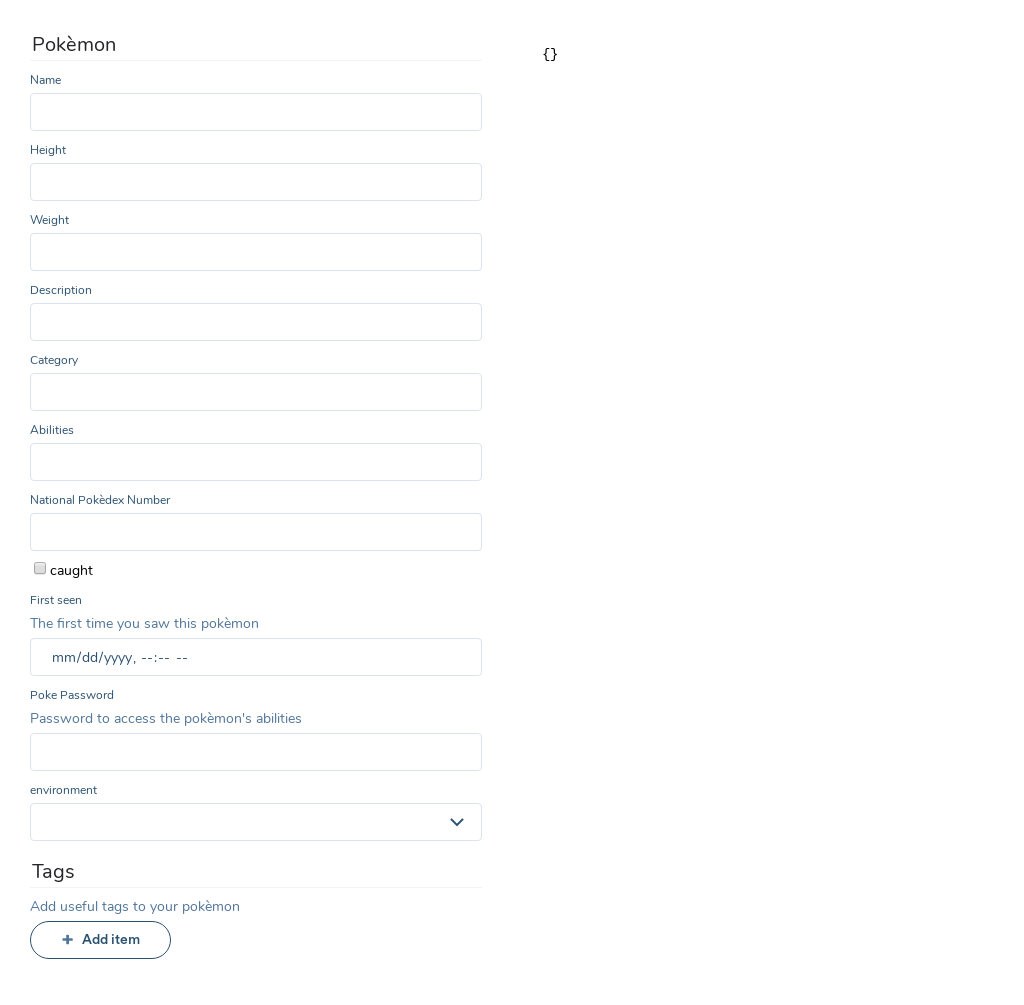 Pokèmon
{}
Name
Height
Weight
Description
Category
Abilities
National Pokèdex Number
caught
First seen
The first time you saw this pokèmon
mm/dd/yyyy, --:-- --
Poke Password
Password to access the pokèmon's abilities
environment
Tags
Add useful tags to your pokèmon
+ Add item